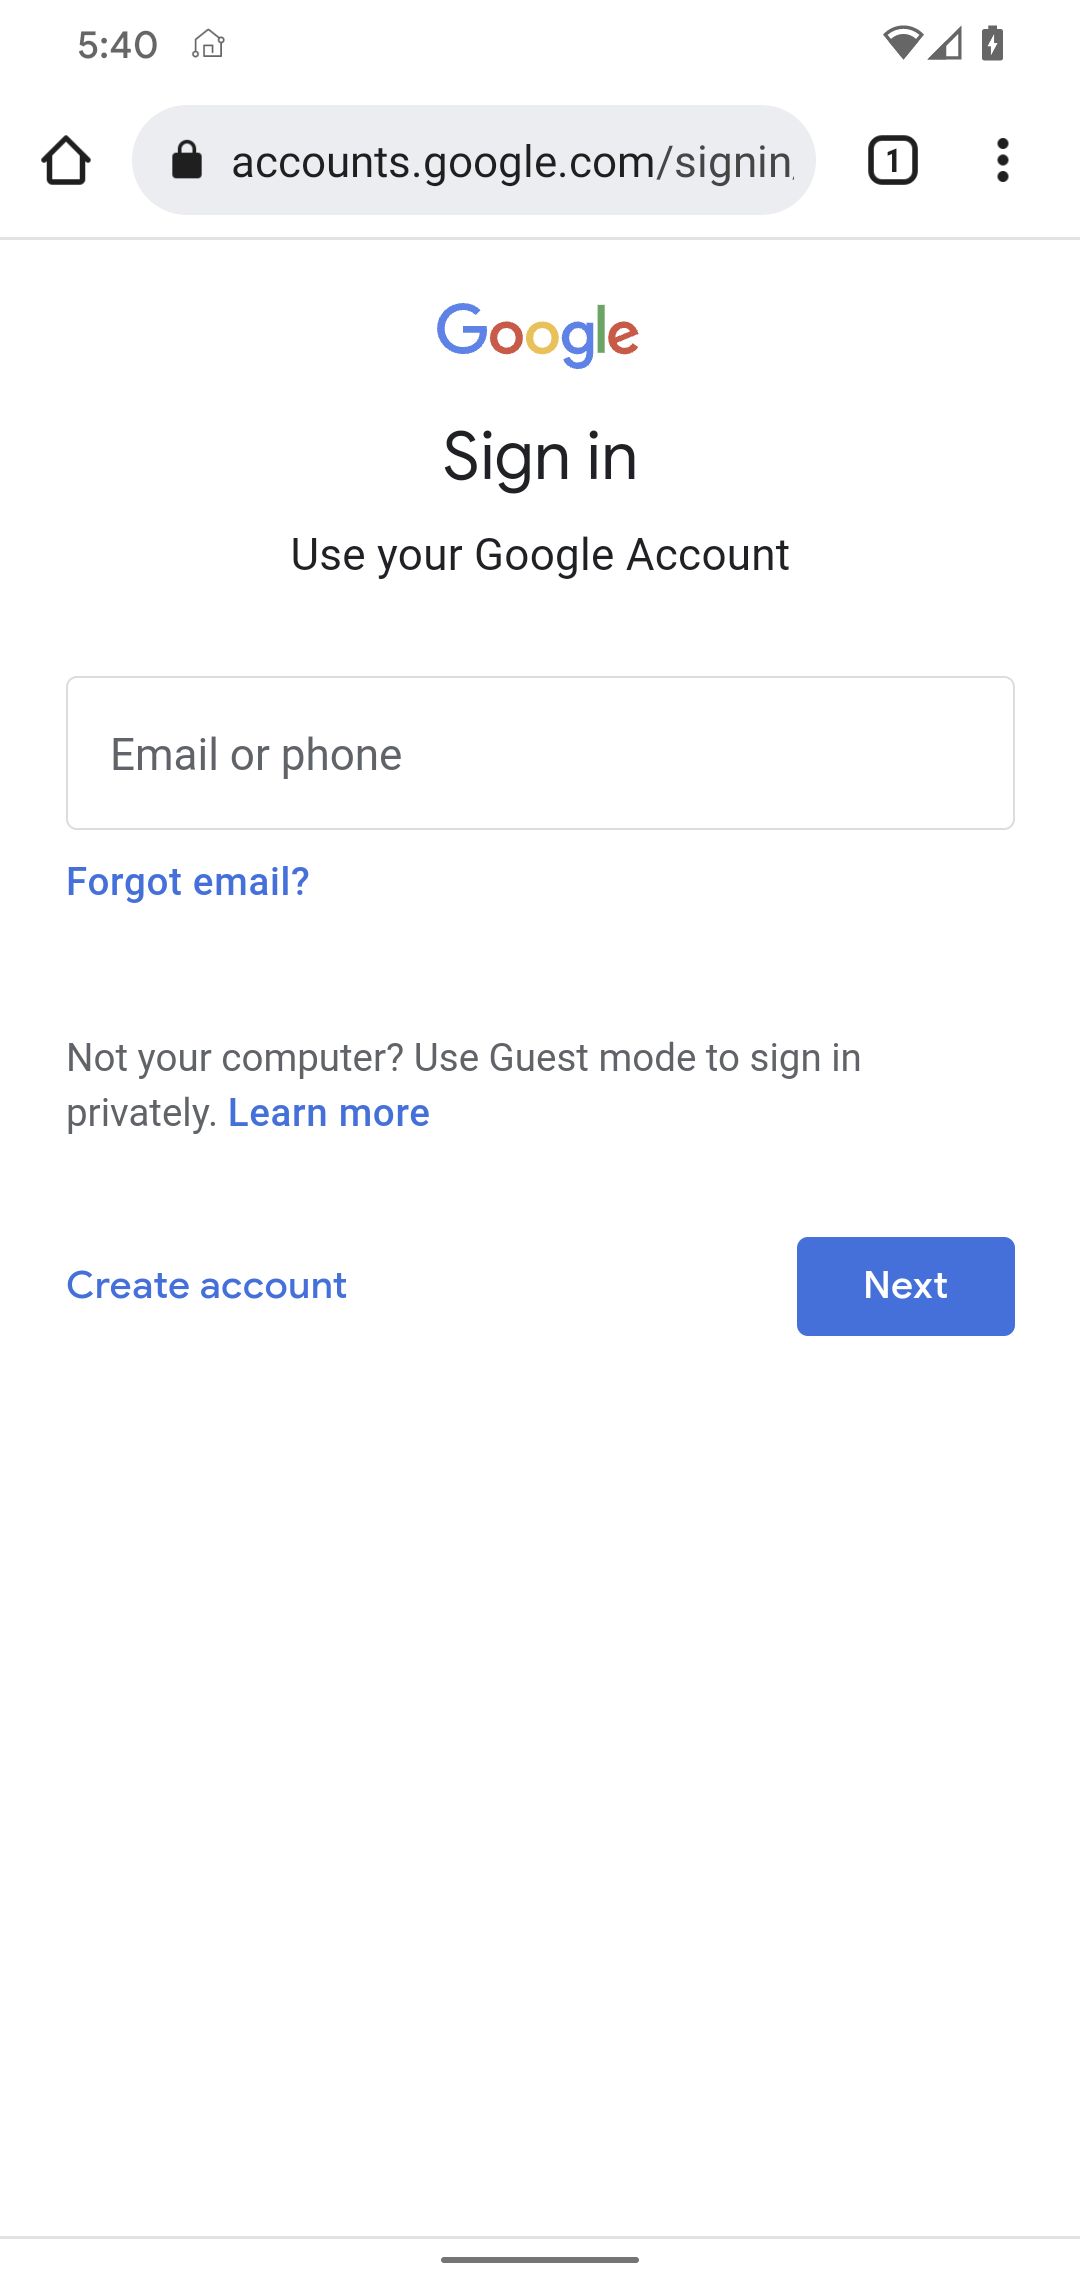 5:40
accounts.google.com/signin
1
Google
Sign in
Use your Google Account
Email or phone
Forgot email?
Not your computer? Use Guest mode to sign in
privately. Learn more
Create account
Next